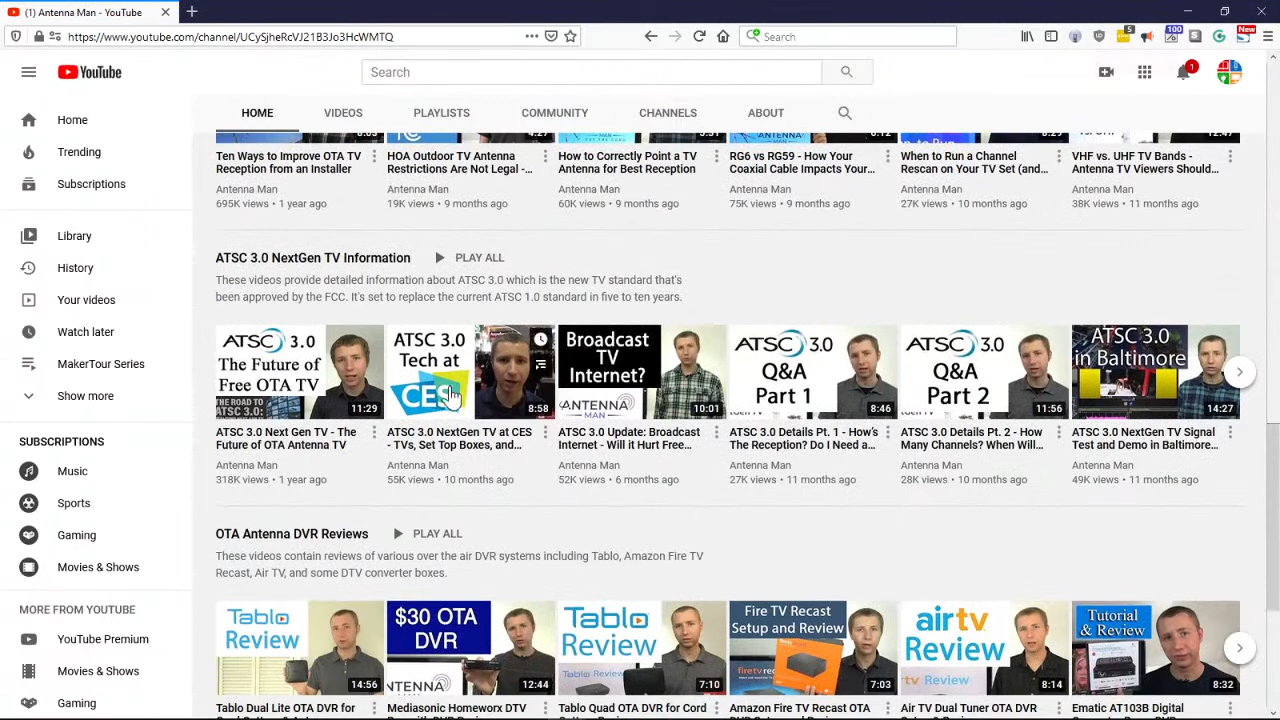 (1) Antenna Man - YouTube
https://www.youtube.com/channel/UCySjheRcVJ21B3Jo3HcWMTQ
Search
5
100
New
YouTube
Search
1
HOME
VIDEOS
PLAYLISTS
COMMUNITY
CHANNELS
ABOUT
Home
Trending
Subscriptions
Library
History
Your videos
Watch later
MakerTour Series
Show more
SUBSCRIPTIONS
Music
Sports
Gaming
Movies & Shows
MORE FROM YOUTUBE
YouTube Premium
Movies & Shows
Gaming
Ten Ways to Improve OTA TV
Reception from an Installer
Antenna Man
695K views • 1 year ago
HOA Outdoor TV Antenna
Restrictions Are Not Legal -...
Antenna Man
19K views • 9 months ago
How to Correctly Point a TV
Antenna for Best Reception
Antenna Man
60K views • 9 months ago
RG6 vs RG59 - How Your
Coaxial Cable Impacts Your...
Antenna Man
75K views • 9 months ago
When to Run a Channel
Rescan on Your TV Set (and...
Antenna Man
27K views • 10 months ago
VHF vs. UHF TV Bands -
Antenna TV Viewers Should...
Antenna Man
38K views • 11 months ago
ATSC 3.0 NextGen TV Information
PLAY ALL
These videos provide detailed information about ATSC 3.0 which is the new TV standard that's
been approved by the FCC. It's set to replace the current ATSC 1.0 standard in five to ten years.
ATSC 3.0
The Future of
Free OTA TV
THE ROAD TO
ATSC 3.0:
11:29
ATSC 3.0 Next Gen TV - The
Future of OTA Antenna TV
Antenna Man
318K views • 1 year ago
ATSC 3.0
Tech at
CES
8:58
ATSC 3.0 NextGen TV at CES
- TVs, Set Top Boxes, and...
Antenna Man
55K views • 10 months ago
Broadcast
TV
Internet?
ANTENNA
MAN
10:01
ATSC 3.0 Update: Broadcast
Internet - Will it Hurt Free...
Antenna Man
52K views • 6 months ago
ATSC 3.0
Q&A
Part 1
8:46
ATSC 3.0 Details Pt. 1 - How's
The Reception? Do I Need a...
Antenna Man
27K views • 11 months ago
ATSC 3.0
Q&A
Part 2
11:56
ATSC 3.0 Details Pt. 2 - How
Many Channels? When Will...
Antenna Man
28K views • 10 months ago
ATSC 3.0
in Baltimore
14:27
ATSC 3.0 NextGen TV Signal
Test and Demo in Baltimore...
Antenna Man
49K views • 11 months ago
OTA Antenna DVR Reviews
PLAY ALL
These videos contain reviews of various over the air DVR systems including Tablo, Amazon Fire TV
Recast, Air TV, and some DTV converter boxes.
Tablo
Review
14:56
Tablo Dual Lite OTA DVR for
$30 OTA
DVR
ANTENNA
12:44
Mediasonic Homeworx DTV
Tablo
Review
7:10
Tablo Quad OTA DVR for Cord
Fire TV Recast
Setup and Review
7:03
Amazon Fire TV Recast OTA
airtv
Review
8:14
Air TV Dual Tuner OTA DVR
Tutorial
& Review
8:32
Ematic AT103B Digital